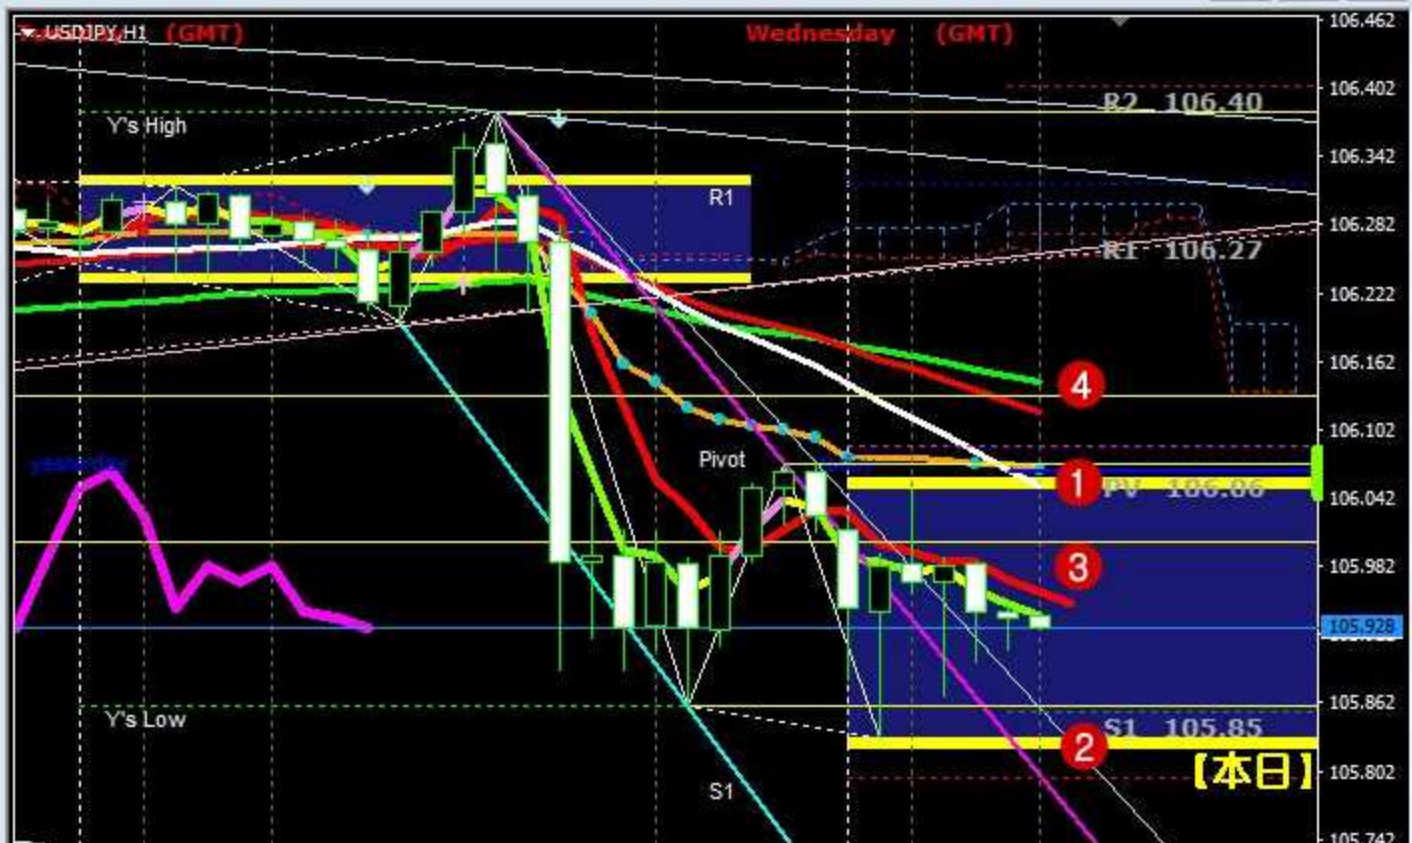 USDJPY,H1
(GMT)
Wednesday (GMT)
106.462
106.402
R2 106.40
Y's High
106.342
R1
106.282
R1 106.27
106.222
106.162
4
106.102
yesterday
Pivot
1
PV 106.06
106.042
3
105.982
105.928
105.862
Y's Low
S1 105.85
2
【本日】
105.802
S1
105.742